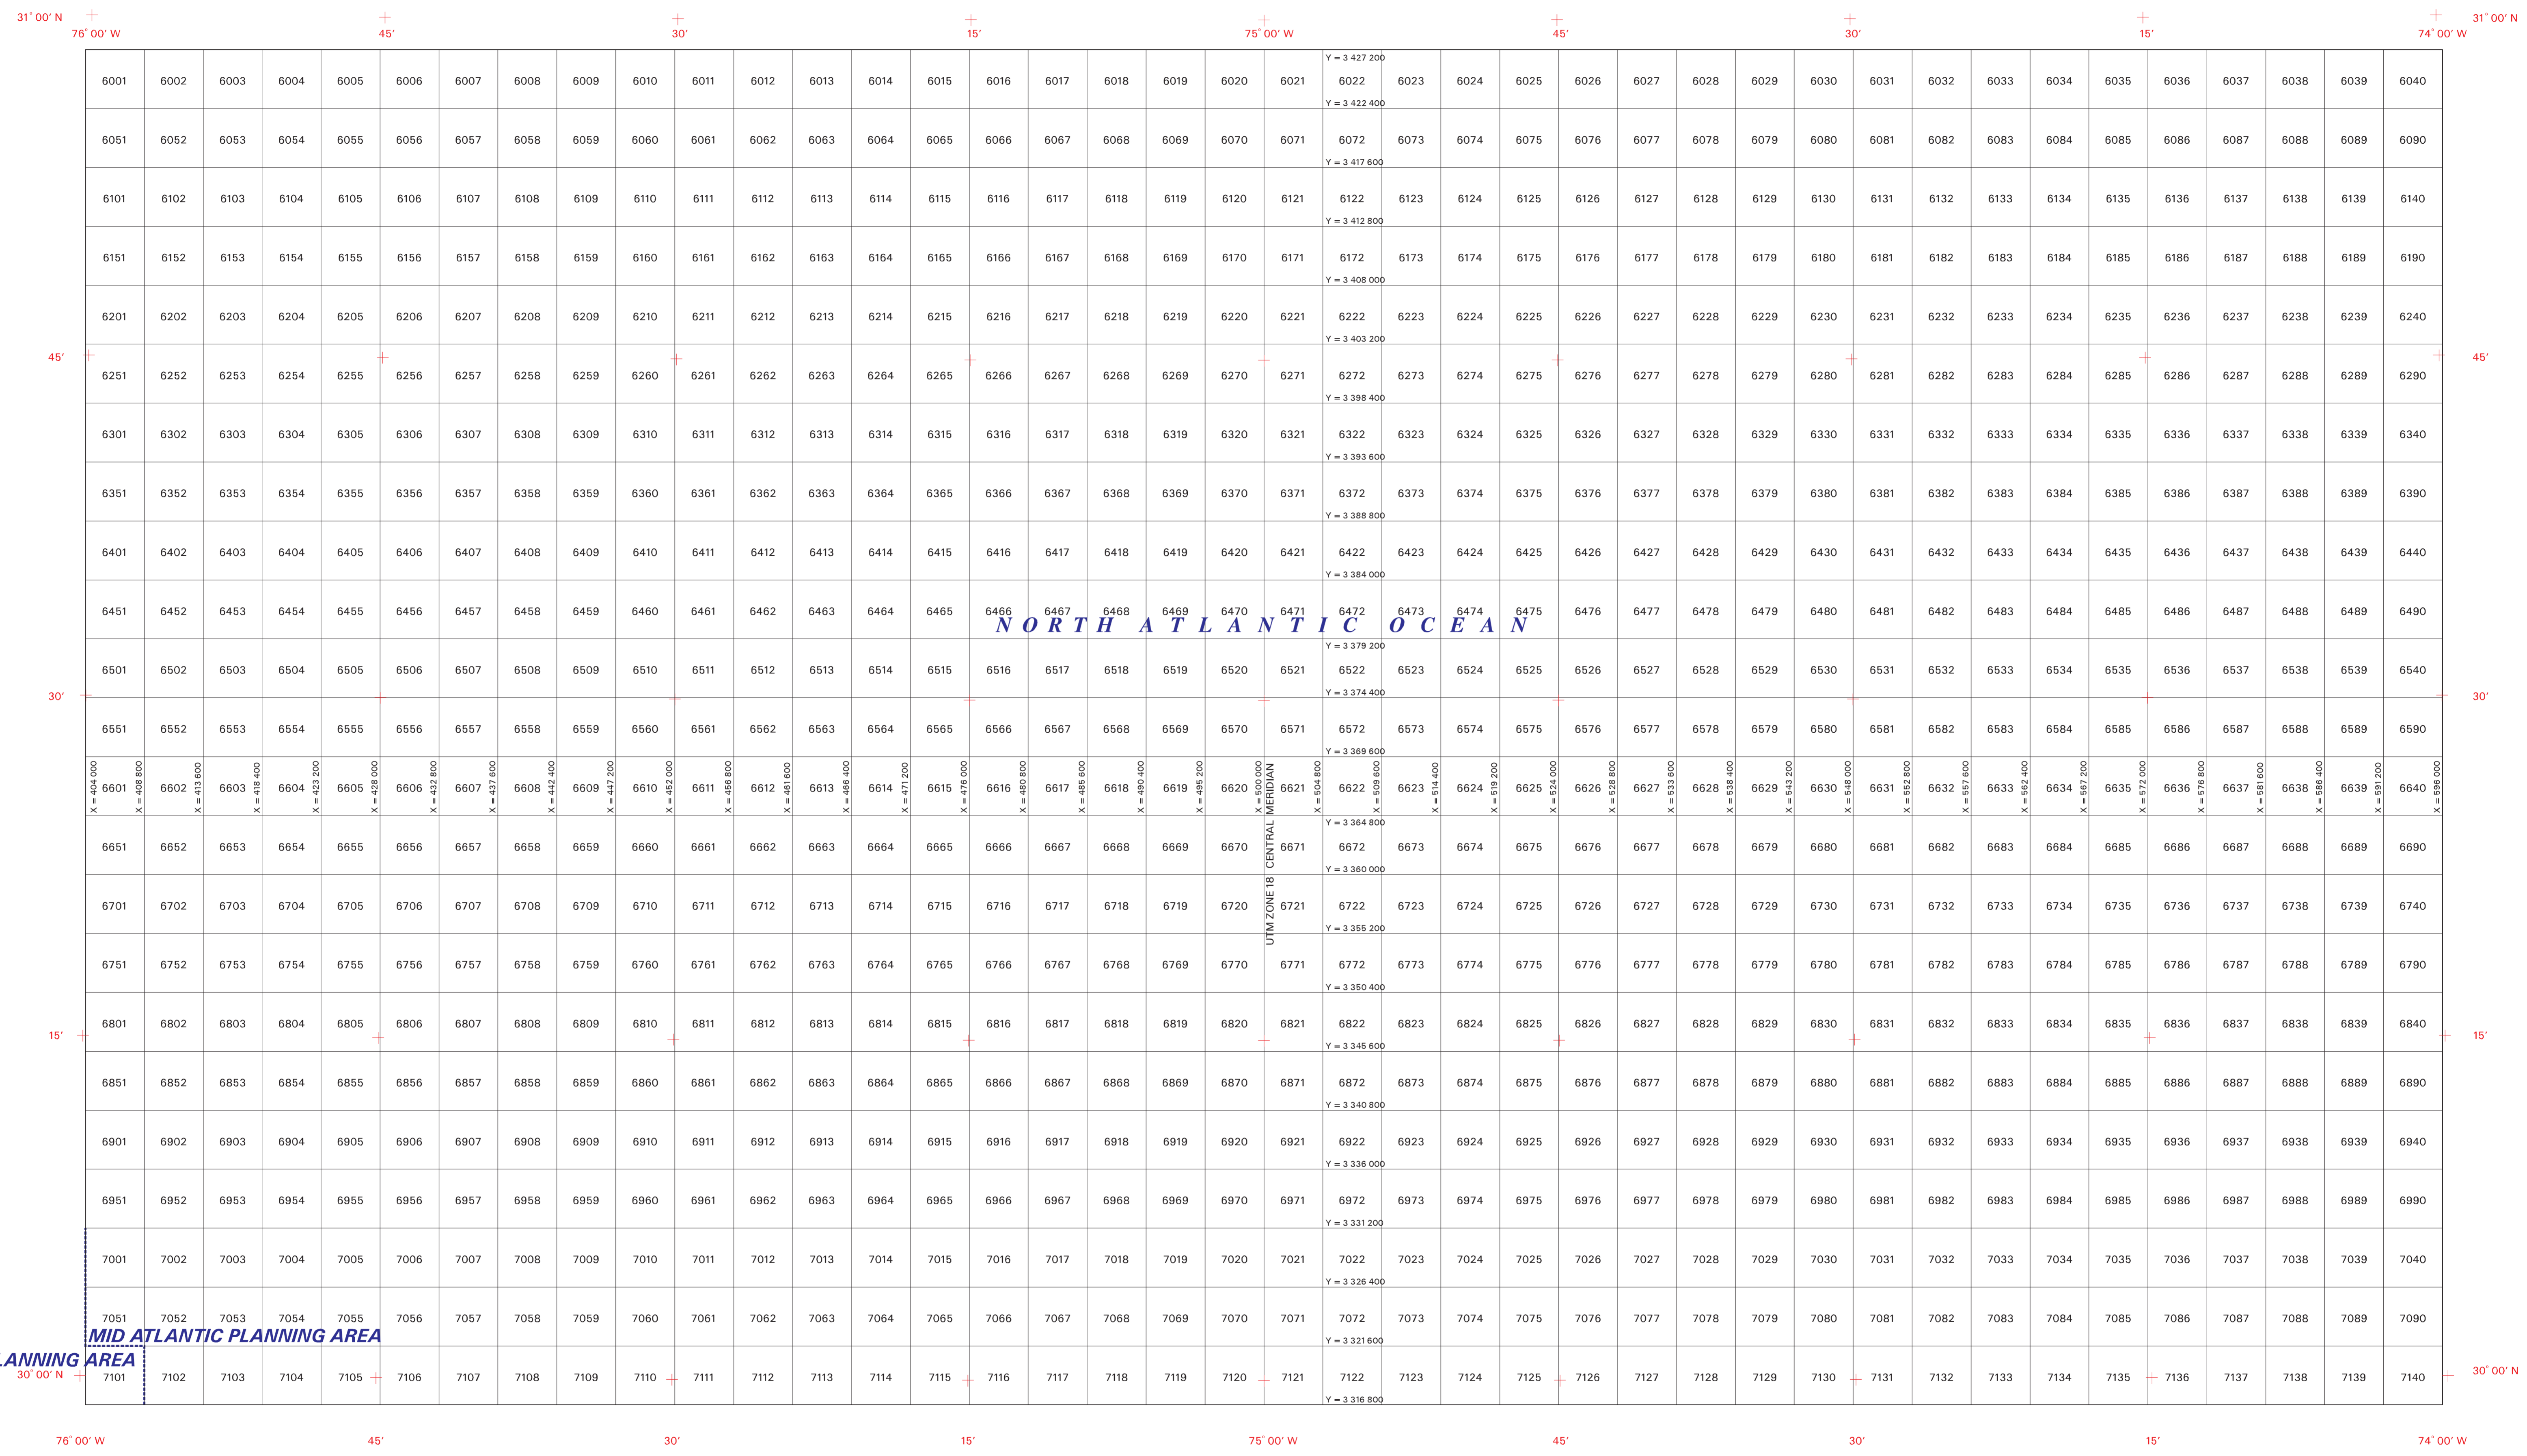 31° 00' N 31° 00' N
76° 00' W 45' 30' 15' 75° 00' W 45' 30' 15' 74° 00' W
Y = 3 427 200
6001 6002 6003 6004 6005 6006 6007 6008 6009 6010 6011 6012 6013 6014 6015 6016 6017 6018 6019 6020 6021 6022 6023 6024 6025 6026 6027 6028 6029 6030 6031 6032 6033 6034 6035 6036 6037 6038 6039 6040
Y = 3 422 400
6051 6052 6053 6054 6055 6056 6057 6058 6059 6060 6061 6062 6063 6064 6065 6066 6067 6068 6069 6070 6071 6072 6073 6074 6075 6076 6077 6078 6079 6080 6081 6082 6083 6084 6085 6086 6087 6088 6089 6090
Y = 3 417 600
6101 6102 6103 6104 6105 6106 6107 6108 6109 6110 6111 6112 6113 6114 6115 6116 6117 6118 6119 6120 6121 6122 6123 6124 6125 6126 6127 6128 6129 6130 6131 6132 6133 6134 6135 6136 6137 6138 6139 6140
Y = 3 412 800
6151 6152 6153 6154 6155 6156 6157 6158 6159 6160 6161 6162 6163 6164 6165 6166 6167 6168 6169 6170 6171 6172 6173 6174 6175 6176 6177 6178 6179 6180 6181 6182 6183 6184 6185 6186 6187 6188 6189 6190
Y = 3 408 000
6201 6202 6203 6204 6205 6206 6207 6208 6209 6210 6211 6212 6213 6214 6215 6216 6217 6218 6219 6220 6221 6222 6223 6224 6225 6226 6227 6228 6229 6230 6231 6232 6233 6234 6235 6236 6237 6238 6239 6240
Y = 3 403 200
45' 45'
6251 6252 6253 6254 6255 6256 6257 6258 6259 6260 6261 6262 6263 6264 6265 6266 6267 6268 6269 6270 6271 6272 6273 6274 6275 6276 6277 6278 6279 6280 6281 6282 6283 6284 6285 6286 6287 6288 6289 6290
Y = 3 398 400
6301 6302 6303 6304 6305 6306 6307 6308 6309 6310 6311 6312 6313 6314 6315 6316 6317 6318 6319 6320 6321 6322 6323 6324 6325 6326 6327 6328 6329 6330 6331 6332 6333 6334 6335 6336 6337 6338 6339 6340
Y = 3 393 600
6351 6352 6353 6354 6355 6356 6357 6358 6359 6360 6361 6362 6363 6364 6365 6366 6367 6368 6369 6370 6371 6372 6373 6374 6375 6376 6377 6378 6379 6380 6381 6382 6383 6384 6385 6386 6387 6388 6389 6390
Y = 3 388 800
6401 6402 6403 6404 6405 6406 6407 6408 6409 6410 6411 6412 6413 6414 6415 6416 6417 6418 6419 6420 6421 6422 6423 6424 6425 6426 6427 6428 6429 6430 6431 6432 6433 6434 6435 6436 6437 6438 6439 6440
Y = 3 384 000
6451 6452 6453 6454 6455 6456 6457 6458 6459 6460 6461 6462 6463 6464 6465 6466 6467 6468 6469 6470 6471 6472 6473 6474 6475 6476 6477 6478 6479 6480 6481 6482 6483 6484 6485 6486 6487 6488 6489 6490
NORTH ATLANTIC OCEAN
Y = 3 379 200
6501 6502 6503 6504 6505 6506 6507 6508 6509 6510 6511 6512 6513 6514 6515 6516 6517 6518 6519 6520 6521 6522 6523 6524 6525 6526 6527 6528 6529 6530 6531 6532 6533 6534 6535 6536 6537 6538 6539 6540
Y = 3 374 400
30' 30'
6551 6552 6553 6554 6555 6556 6557 6558 6559 6560 6561 6562 6563 6564 6565 6566 6567 6568 6569 6570 6571 6572 6573 6574 6575 6576 6577 6578 6579 6580 6581 6582 6583 6584 6585 6586 6587 6588 6589 6590
Y = 3 369 600
X = 404 000 X = 408 800 X = 413 600 X = 418 400 X = 423 200 X = 428 000 X = 432 800 X = 437 600 X = 442 400 X = 447 200 X = 452 000 X = 456 800 X = 461 600 X = 466 400 X = 471 200 X = 476 000 X = 480 800 X = 485 600 X = 490 400 X = 495 200 X = 500 000 X = 504 800 X = 509 600 X = 514 400 X = 519 200 X = 524 000 X = 528 800 X = 533 600 X = 538 400 X = 543 200 X = 548 000 X = 552 800 X = 557 600 X = 562 400 X = 567 200 X = 572 000 X = 576 800 X = 581 600 X = 586 400 X = 591 200 X = 596 000
6601 6602 6603 6604 6605 6606 6607 6608 6609 6610 6611 6612 6613 6614 6615 6616 6617 6618 6619 6620 6621 6622 6623 6624 6625 6626 6627 6628 6629 6630 6631 6632 6633 6634 6635 6636 6637 6638 6639 6640
UTM ZONE 18 CENTRAL MERIDIAN
Y = 3 364 800
6651 6652 6653 6654 6655 6656 6657 6658 6659 6660 6661 6662 6663 6664 6665 6666 6667 6668 6669 6670 6671 6672 6673 6674 6675 6676 6677 6678 6679 6680 6681 6682 6683 6684 6685 6686 6687 6688 6689 6690
Y = 3 360 000
6701 6702 6703 6704 6705 6706 6707 6708 6709 6710 6711 6712 6713 6714 6715 6716 6717 6718 6719 6720 6721 6722 6723 6724 6725 6726 6727 6728 6729 6730 6731 6732 6733 6734 6735 6736 6737 6738 6739 6740
Y = 3 355 200
6751 6752 6753 6754 6755 6756 6757 6758 6759 6760 6761 6762 6763 6764 6765 6766 6767 6768 6769 6770 6771 6772 6773 6774 6775 6776 6777 6778 6779 6780 6781 6782 6783 6784 6785 6786 6787 6788 6789 6790
Y = 3 350 400
6801 6802 6803 6804 6805 6806 6807 6808 6809 6810 6811 6812 6813 6814 6815 6816 6817 6818 6819 6820 6821 6822 6823 6824 6825 6826 6827 6828 6829 6830 6831 6832 6833 6834 6835 6836 6837 6838 6839 6840
15' 15'
Y = 3 345 600
6851 6852 6853 6854 6855 6856 6857 6858 6859 6860 6861 6862 6863 6864 6865 6866 6867 6868 6869 6870 6871 6872 6873 6874 6875 6876 6877 6878 6879 6880 6881 6882 6883 6884 6885 6886 6887 6888 6889 6890
Y = 3 340 800
6901 6902 6903 6904 6905 6906 6907 6908 6909 6910 6911 6912 6913 6914 6915 6916 6917 6918 6919 6920 6921 6922 6923 6924 6925 6926 6927 6928 6929 6930 6931 6932 6933 6934 6935 6936 6937 6938 6939 6940
Y = 3 336 000
6951 6952 6953 6954 6955 6956 6957 6958 6959 6960 6961 6962 6963 6964 6965 6966 6967 6968 6969 6970 6971 6972 6973 6974 6975 6976 6977 6978 6979 6980 6981 6982 6983 6984 6985 6986 6987 6988 6989 6990
Y = 3 331 200
7001 7002 7003 7004 7005 7006 7007 7008 7009 7010 7011 7012 7013 7014 7015 7016 7017 7018 7019 7020 7021 7022 7023 7024 7025 7026 7027 7028 7029 7030 7031 7032 7033 7034 7035 7036 7037 7038 7039 7040
Y = 3 326 400
7051 7052 7053 7054 7055 7056 7057 7058 7059 7060 7061 7062 7063 7064 7065 7066 7067 7068 7069 7070 7071 7072 7073 7074 7075 7076 7077 7078 7079 7080 7081 7082 7083 7084 7085 7086 7087 7088 7089 7090
MID ATLANTIC PLANNING AREA
Y = 3 321 600
LANNING AREA
30° 00' N 30° 00' N
7101 7102 7103 7104 7105 7106 7107 7108 7109 7110 7111 7112 7113 7114 7115 7116 7117 7118 7119 7120 7121 7122 7123 7124 7125 7126 7127 7128 7129 7130 7131 7132 7133 7134 7135 7136 7137 7138 7139 7140
Y = 3 316 800
76° 00' W 45' 30' 15' 75° 00' W 45' 30' 15' 74° 00' W